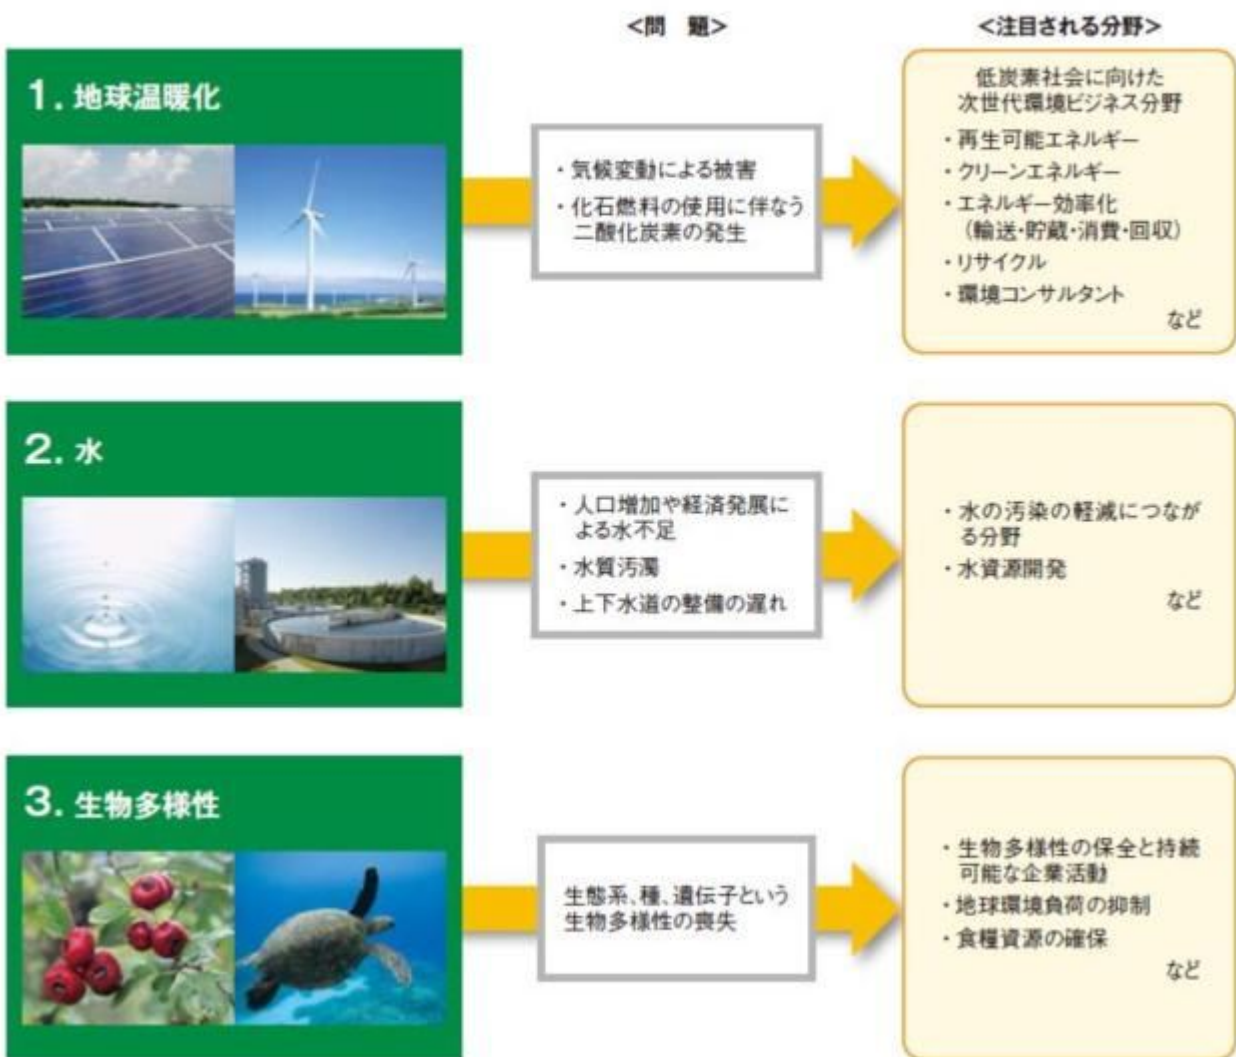 <問　題>
<注目される分野>
1. 地球温暖化
・気候変動による被害
・化石燃料の使用に伴なう
二酸化炭素の発生
低炭素社会に向けた
次世代環境ビジネス分野
・再生可能エネルギー
・クリーンエネルギー
・エネルギー効率化
(輸送・貯蔵・消費・回収)
・リサイクル
・環境コンサルタント
など
2. 水
・人口増加や経済発展に
よる水不足
・水質汚濁
・上下水道の整備の遅れ
・水の汚染の軽減につなが
る分野
・水資源開発
など
3. 生物多様性
生態系、種、遺伝子という
生物多様性の喪失
・生物多様性の保全と持続
可能な企業活動
・地球環境負荷の抑制
・食糧資源の確保
など